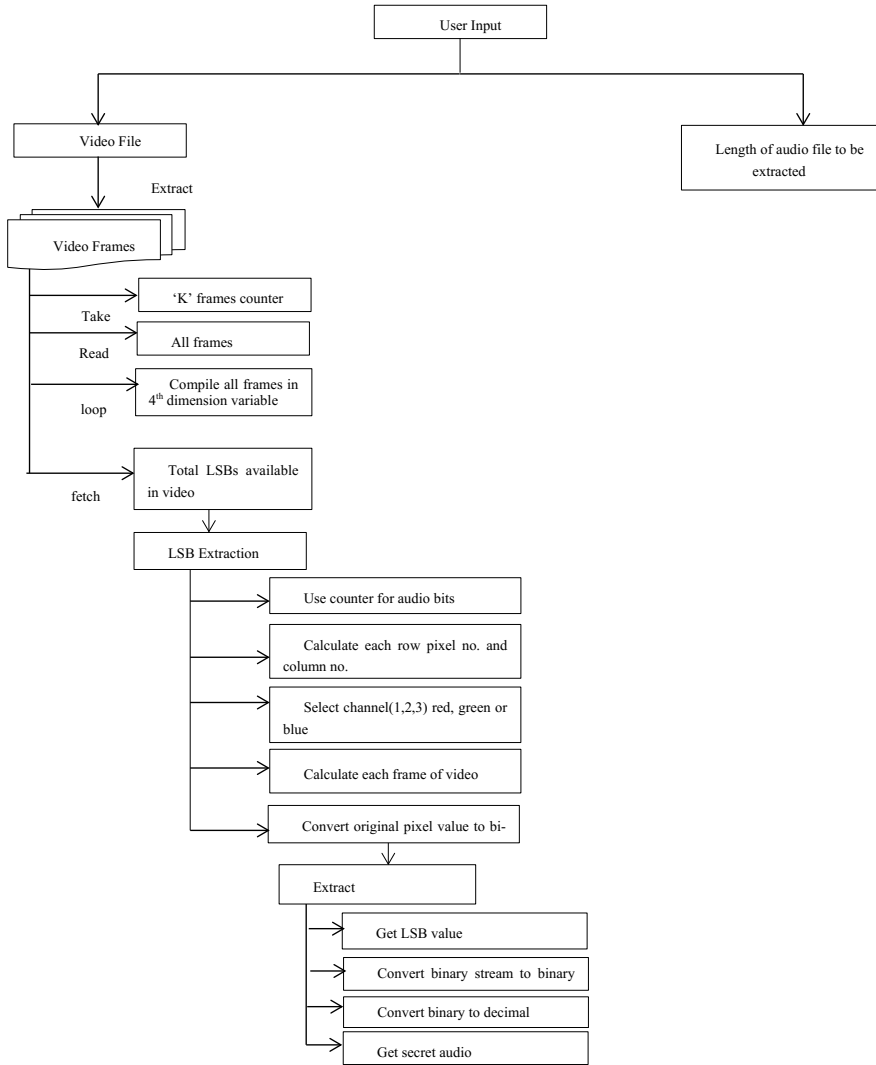 User Input
Video File
Length of audio file to be
extracted
Extract
Video Frames
‘K’ frames counter
Take
All frames
Read
Compile all frames in
4th dimension variable
loop
Total LSBs available
in video
fetch
LSB Extraction
Use counter for audio bits
Calculate each row pixel no. and
column no.
Select channel(1,2,3) red, green or
blue
Calculate each frame of video
Convert original pixel value to bi-
Extract
Get LSB value
Convert binary stream to binary
Convert binary to decimal
Get secret audio